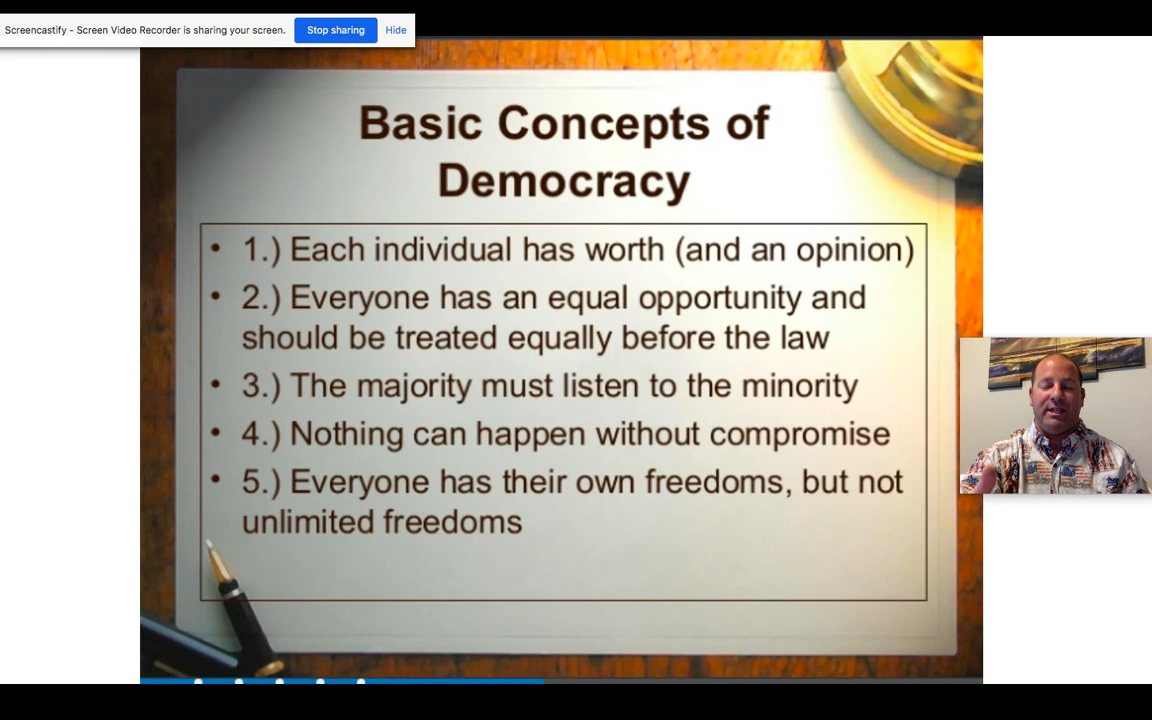 Screencastify - Screen Video Recorder is sharing your screen. Stop sharing Hide
Basic Concepts of
Democracy
• 1.) Each individual has worth (and an opinion)
• 2.) Everyone has an equal opportunity and
should be treated equally before the law
• 3.) The majority must listen to the minority
• 4.) Nothing can happen without compromise
• 5.) Everyone has their own freedoms, but not
unlimited freedoms